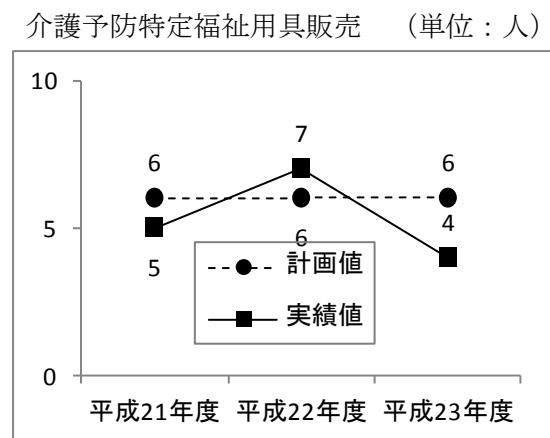 介護予防特定福祉用具販売　（単位：人）
10
7
6
6
4
5
6
5
計画値
実績値
0
平成21年度 平成22年度 平成23年度